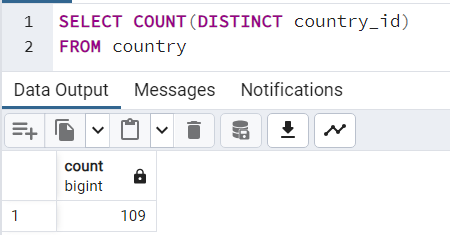 1 SELECT COUNT(DISTINCT country_id)
2 FROM country
Data Output Messages Notifications
count
bigint
1 109